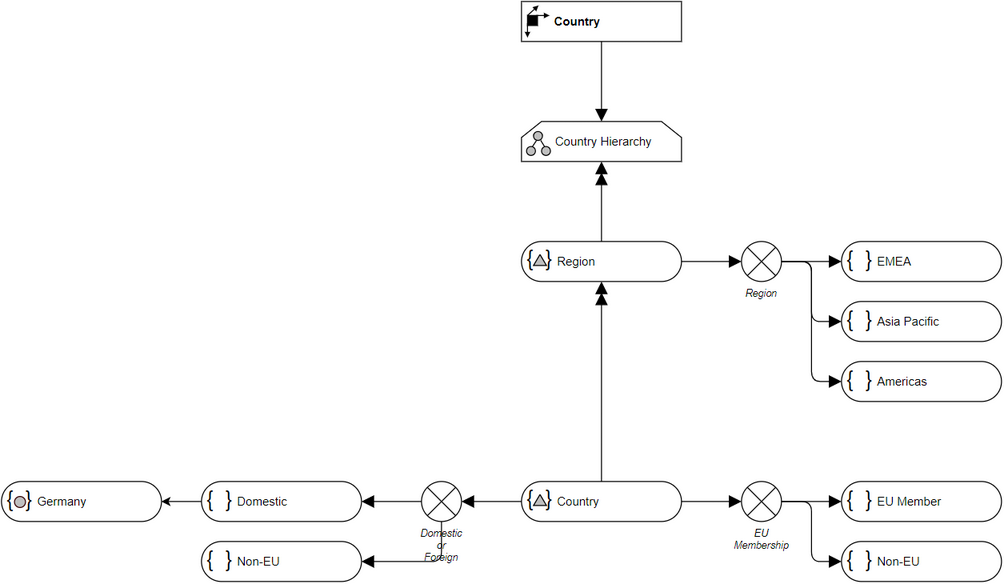 Country
Country Hierarchy
Region
EMEA
Region
Asia Pacific
Americas
Germany
Domestic
Country
EU Member
Domestic
or
Foreign
EU
Membership
Non-EU
Non-EU